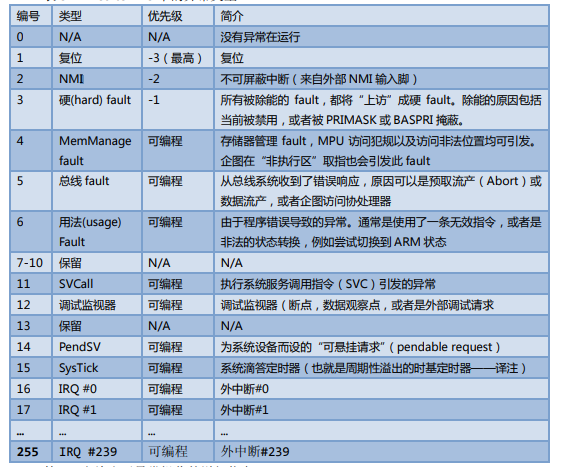 编号 类型 优先级 简介
0 N/A N/A 没有异常在运行
1 复位 -3（最高） 复位
2 NMI -2 不可屏蔽中断（来自外部 NMI 输入脚）
3 硬(hard) fault -1 所有被除能的 fault，都将“上访”成硬 fault。除能的原因包括
当前被禁用，或者被 PRIMASK 或 BASPRI 掩蔽。
4 MemManage 可编程 存储器管理 fault，MPU 访问犯规以及访问非法位置均可引发。
fault 企图在“非执行区”取指也会引发此 fault
5 总线 fault 可编程 从总线系统收到了错误响应，原因可以是预取流产（Abort）或
数据流产，或者企图访问协处理器
6 用法(usage) 可编程 由于程序错误导致的异常。通常是使用了一条无效指令，或者是
Fault 非法的状态转换，例如尝试切换到 ARM 状态
7-10 保留 N/A N/A
11 SVCall 可编程 执行系统服务调用指令（SVC）引发的异常
12 调试监视器 可编程 调试监视器（断点，数据观察点，或者是外部调试请求
13 保留 N/A N/A
14 PendSV 可编程 为系统设备而设的“可悬挂请求”（pendable request）
15 SysTick 可编程 系统滴答定时器（也就是周期性溢出的时基定时器——译注）
16 IRQ #0 可编程 外中断#0
17 IRQ #1 可编程 外中断#1
… … … …
255 IRQ #239 可编程 外中断#239